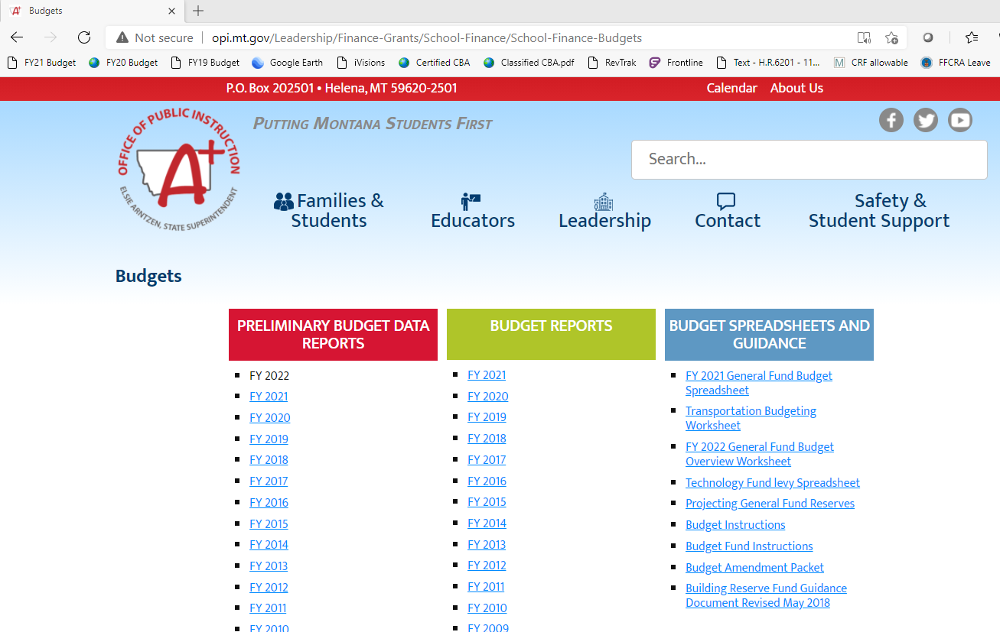 Budgets
Not secure opi.mt.gov/Leadership/Finance-Grants/School-Finance/School-Finance-Budgets
FY21 Budget FY20 Budget FY19 Budget Google Earth iVisions Certified CBA Classified CBA.pdf RevTrak Frontline Text - H.R.6201 - 11... M CRF allowable FFCRA Leave
P.O. Box 202501 • Helena, MT 59620-2501 Calendar About Us
OFFICE OF PUBLIC INSTRUCTION
A+
ELSIE ARNTZEN, STATE SUPERINTENDENT
PUTTING MONTANA STUDENTS FIRST
Search...
Families &
Students
Educators
Leadership
Contact
Safety &
Student Support
Budgets
PRELIMINARY BUDGET DATA
REPORTS
FY 2022
FY 2021
FY 2020
FY 2019
FY 2018
FY 2017
FY 2016
FY 2015
FY 2014
FY 2013
FY 2012
FY 2011
FY 2010
BUDGET REPORTS
FY 2021
FY 2020
FY 2019
FY 2018
FY 2017
FY 2016
FY 2015
FY 2014
FY 2013
FY 2012
FY 2011
FY 2010
FY 2009
BUDGET SPREADSHEETS AND
GUIDANCE
FY 2021 General Fund Budget
Spreadsheet
Transportation Budgeting
Worksheet
FY 2022 General Fund Budget
Overview Worksheet
Technology Fund levy Spreadsheet
Projecting General Fund Reserves
Budget Instructions
Budget Fund Instructions
Budget Amendment Packet
Building Reserve Fund Guidance
Document Revised May 2018